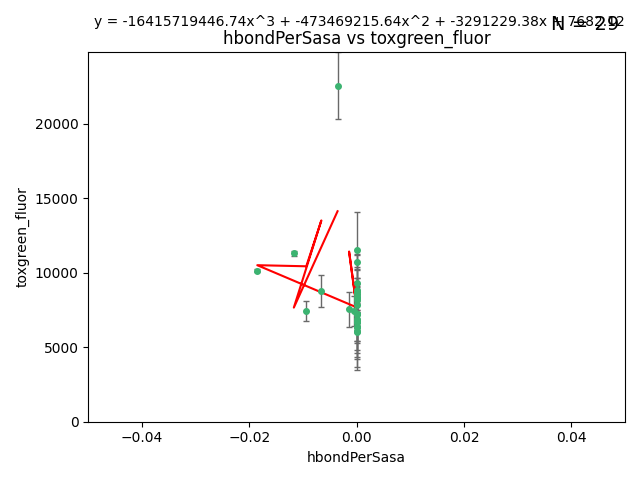 y = -16415719446.74x^3 + -473469215.64x^2 + -3291229.38x + 7682.12
N = 29
hbondPerSasa vs toxgreen_fluor
toxgreen_fluor
20000
15000
10000
5000
0
−0.04
−0.02
0.00
0.02
0.04
hbondPerSasa